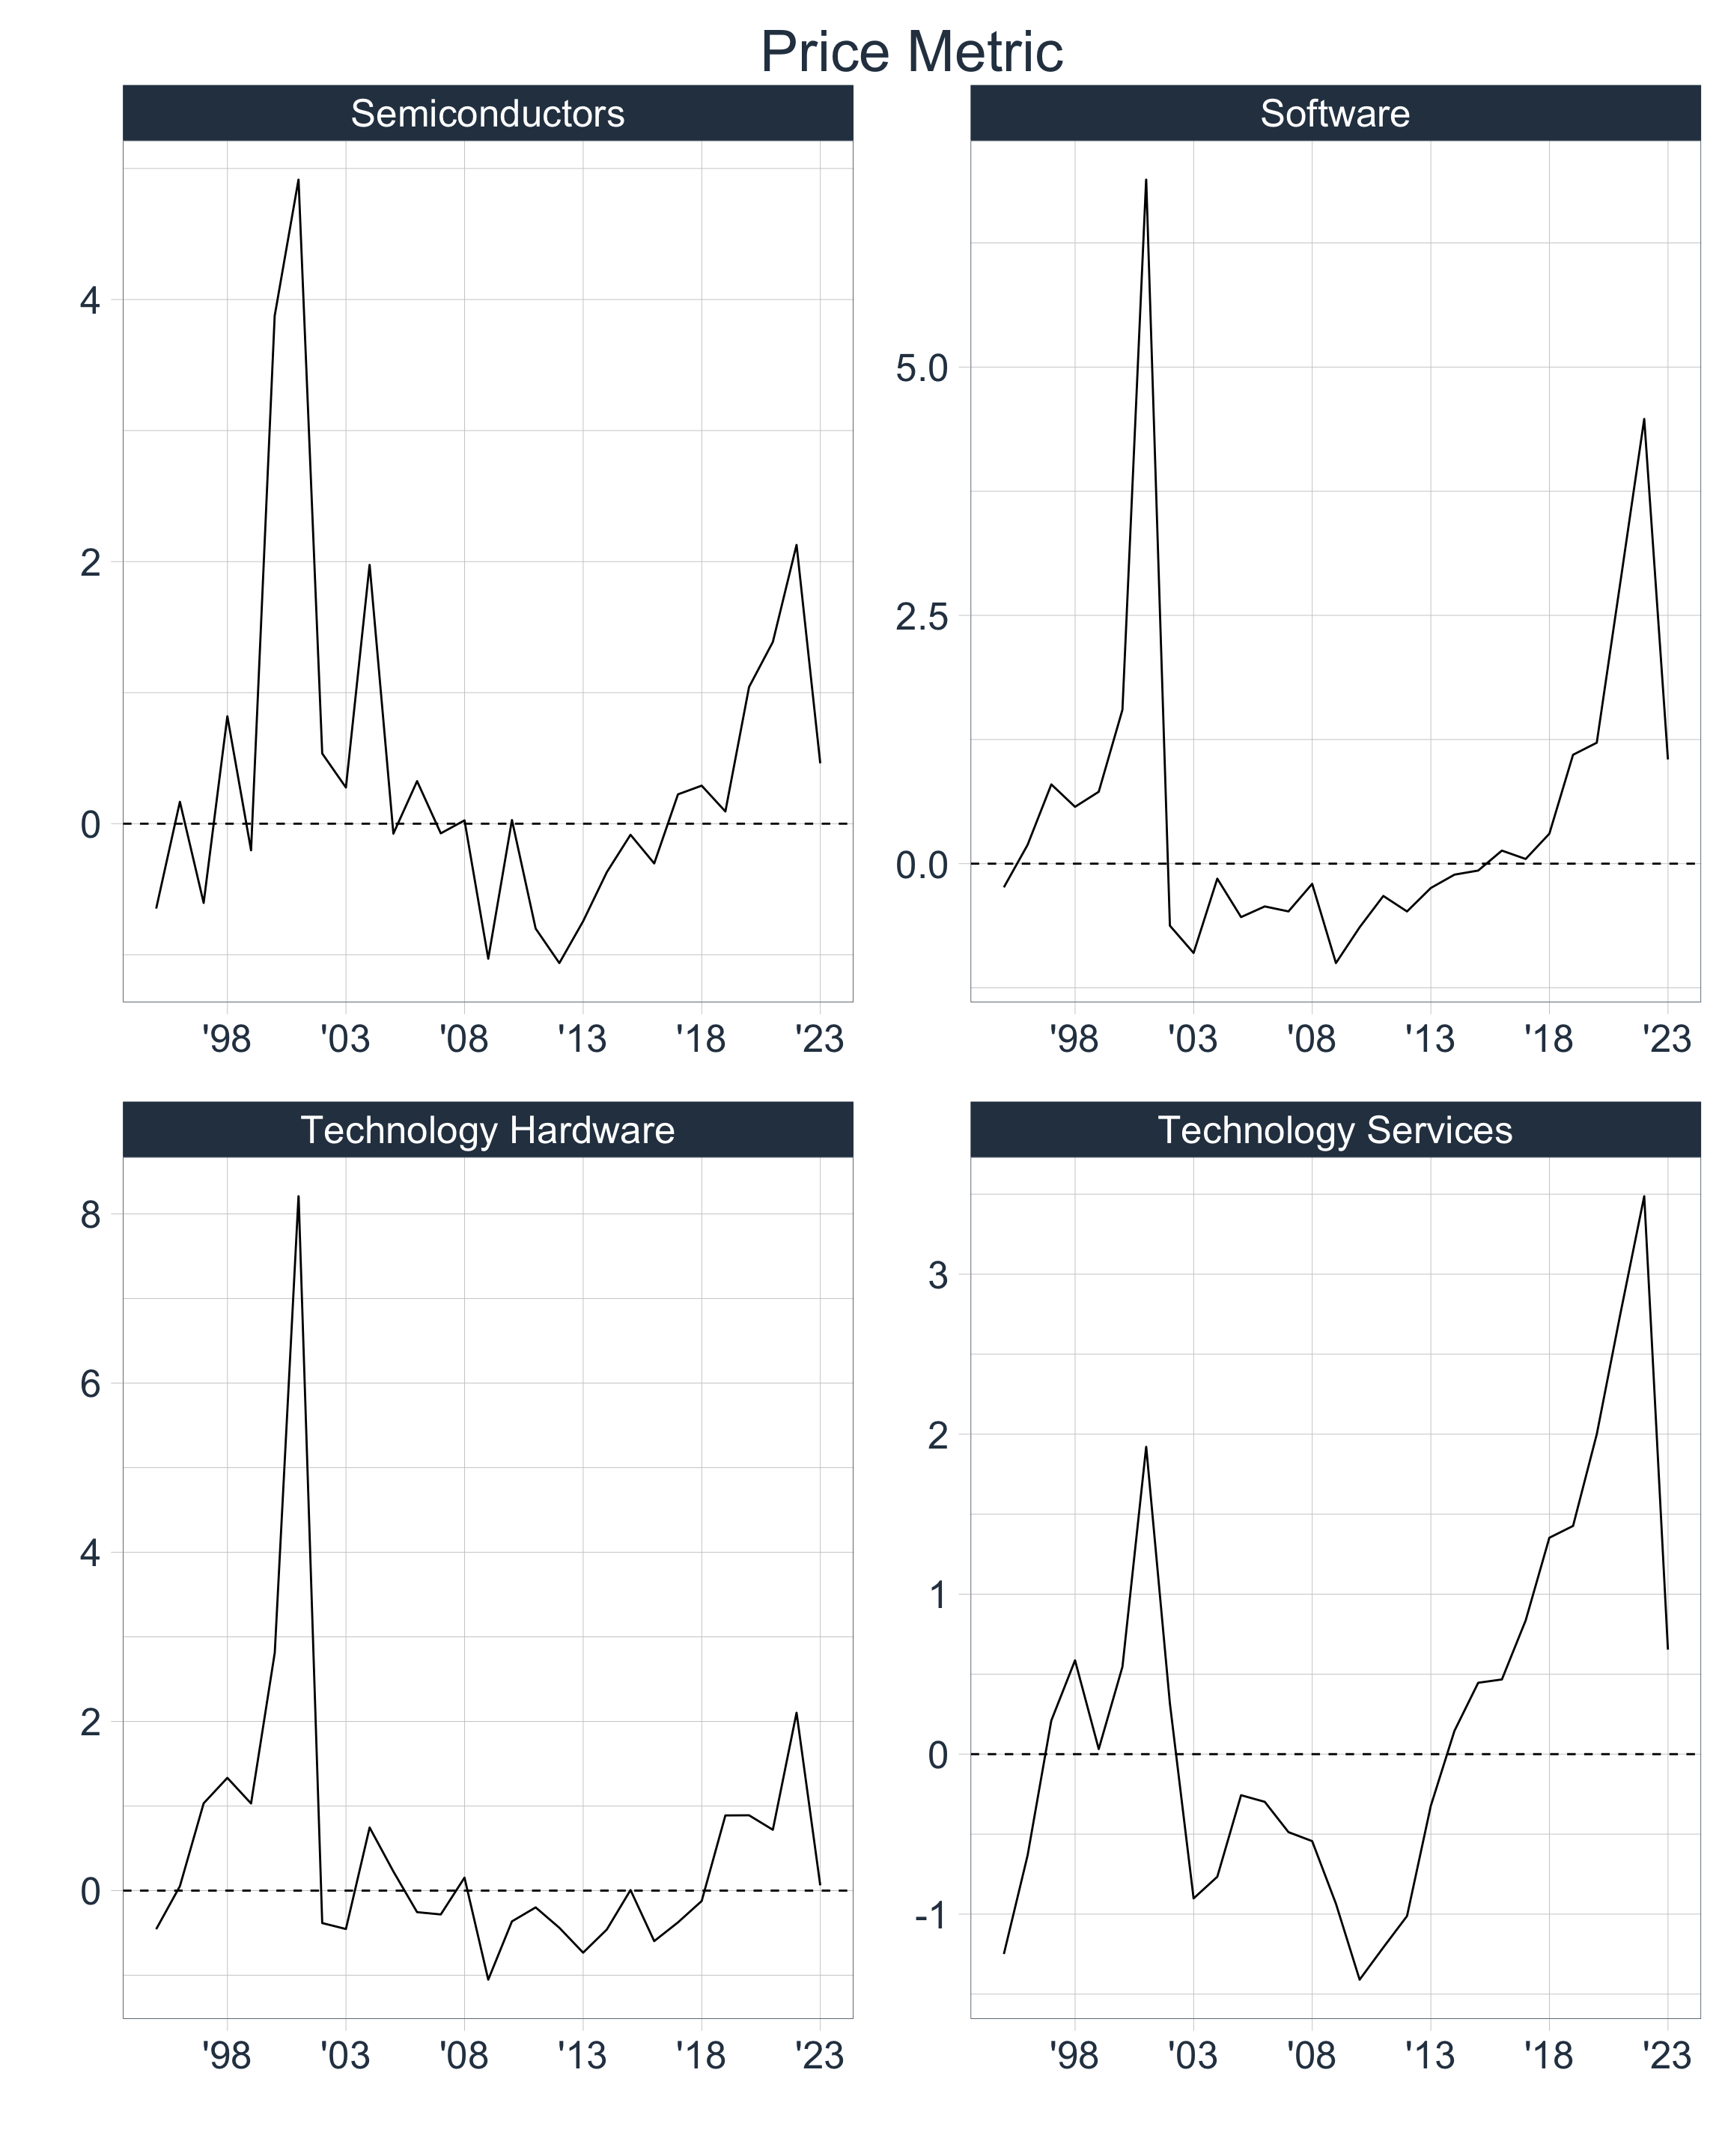 Price Metric
Semiconductors
4
2
0
'98 '03 '08 '13 '18 '23
Software
5.0
2.5
0.0
'98 '03 '08 '13 '18 '23
Technology Hardware
8
6
4
2
0
'98 '03 '08 '13 '18 '23
Technology Services
3
2
1
0
-1
'98 '03 '08 '13 '18 '23